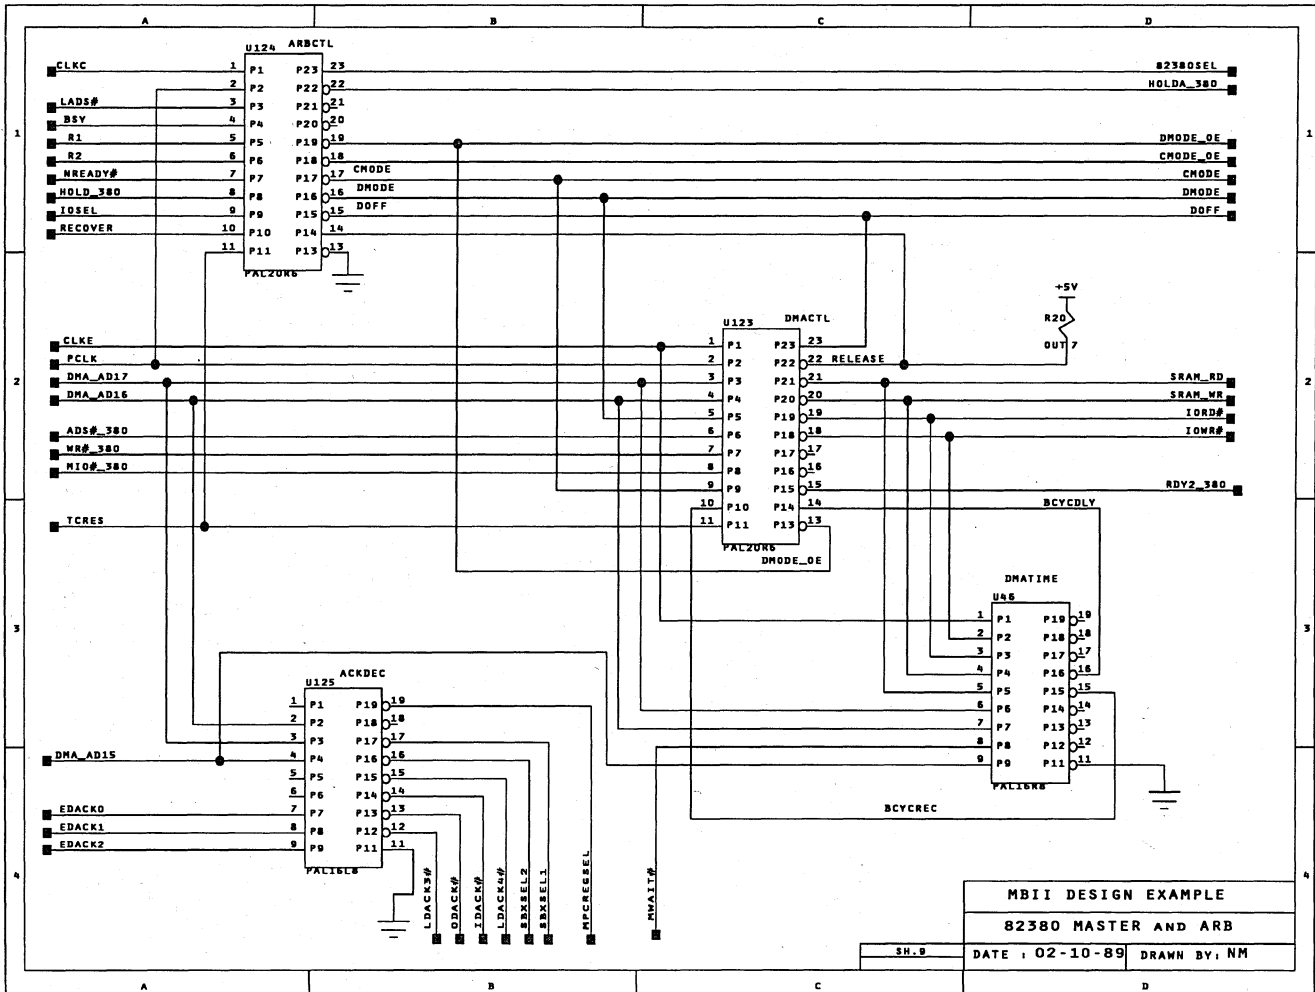 A B C D
U124 ARBCTL
CLKC 1 P1 P23 23 82380SEL
2 P2 P22 22 HOLDA_380
LADS# 3 P3 P21 21
BSY 4 P4 P20 20
1 1
R1 5 P5 P19 19 DMODE_OE
R2 6 P6 P18 18 CMODE_OE
NREADY# 7 P7 P17 17 CMODE CMODE
HOLD_380 8 P8 P16 16 DMODE DMODE
IOSEL 9 P9 P15 15 DOFF DOFF
RECOVER 10 P10 P14 14
11 P11 P13 13
PAL20R6
+5V
R20
OUT 7
U123 DMACTL
CLKE 1 P1 P23 23
PCLK 2 P2 P22 22 RELEASE
2 2
DMA_AD17 3 P3 P21 21 SRAM_RD
DMA_AD16 4 P4 P20 20 SRAM_WR
5 P5 P19 19 IORD#
ADS#_380 6 P6 P18 18 IOWR#
WR#_380 7 P7 P17 17
MIO#_380 8 P8 P16 16
9 P9 P15 15 RDY2_380
10 P10 P14 14 BCYCDLY
TCRES 11 P11 P13 13
PAL20R6
DMODE_OE
DMATIME
U46
1 P1 P19 19
2 P2 P18 18
3 3
3 P3 P17 17
4 P4 P16 16
5 P5 P15 15
6 P6 P14 14
7 P7 P13 13
8 P8 P12 12
9 P9 P11 11
PAL16R8
BCYCREC
ACKDEC
U125
1 P1 P19 19
2 P2 P18 18
3 P3 P17 17
DMA_AD15 4 P4 P16 16
5 P5 P15 15
6 P6 P14 14
EDACK0 7 P7 P13 13
EDACK1 8 P8 P12 12
EDACK2 9 P9 P11 11
PAL16L8
4 4
LDACK3#
ODACK#
IDACK#
LDACK4#
SBXSEL2
SBXSEL1
MPCREGSEL
MWAIT#
MBII DESIGN EXAMPLE
82380 MASTER AND ARB
SH.9 DATE : 02-10-89 DRAWN BY: NM
A B C D